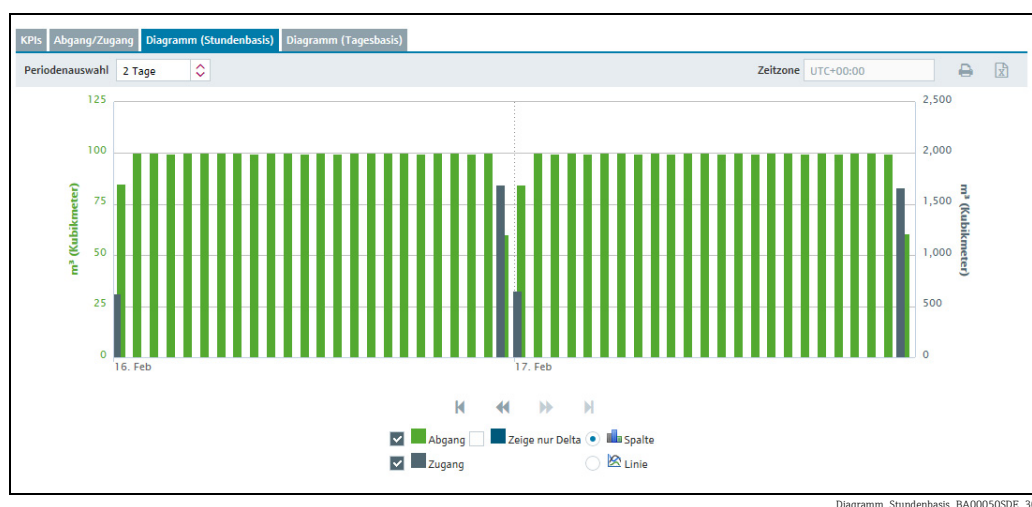 KPIs Abgang/Zugang Diagramm (Stundenbasis) Diagramm (Tagesbasis)
Periodenauswahl 2 Tage Zeitzone UTC+00:00
125 2,500
100 2,000
75 1,500
50 1,000
25 500
0 0
m³ (Kubikmeter)
m³ (Kubikmeter)
16. Feb 17. Feb
Abgang Zeige nur Delta Spalte
Zugang Linie
Diagramm_Stundenbasis_BA00050SDE_30